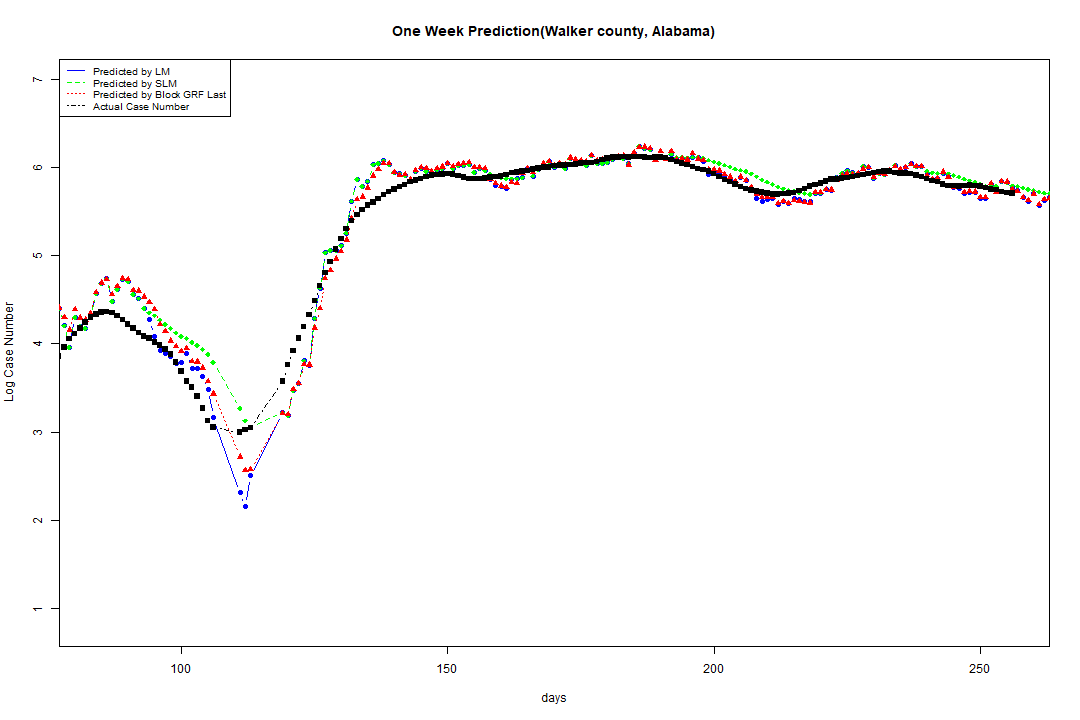 One Week Prediction(Walker county, Alabama)
Predicted by LM
Predicted by SLM
Predicted by Block GRF Last
Actual Case Number
7
6
5
4
3
2
1
Log Case Number
100 150 200 250
days